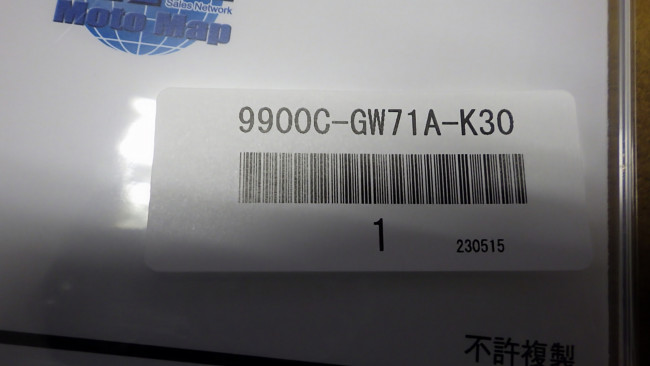 Sales Network
Moto Map
9900C-GW71A-K30
1
230515
不許複製